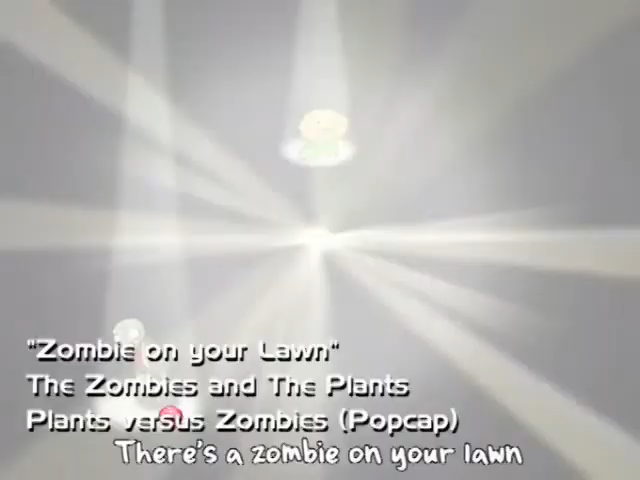 "Zombie on your Lawn"
The Zombies and The Plants
Plants versus Zombies (Popcap)
There's a zombie on your lawn